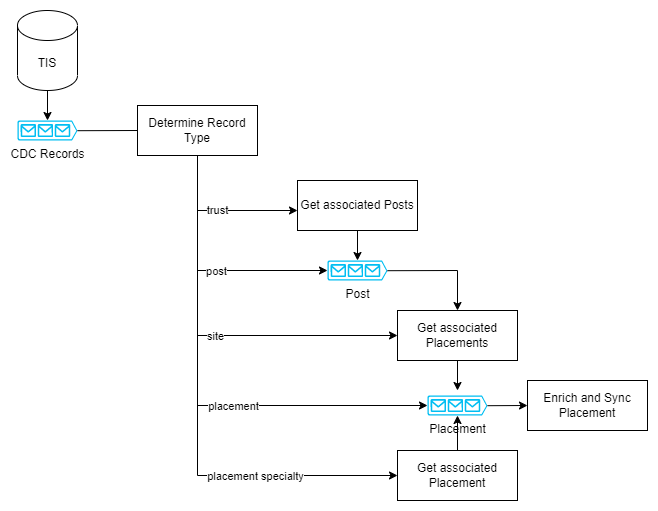 TIS
CDC Records
Determine Record
Type
trust
Get associated Posts
post
Post
site
Get associated
Placements
placement
Placement
Enrich and Sync
Placement
placement specialty
Get associated
Placement